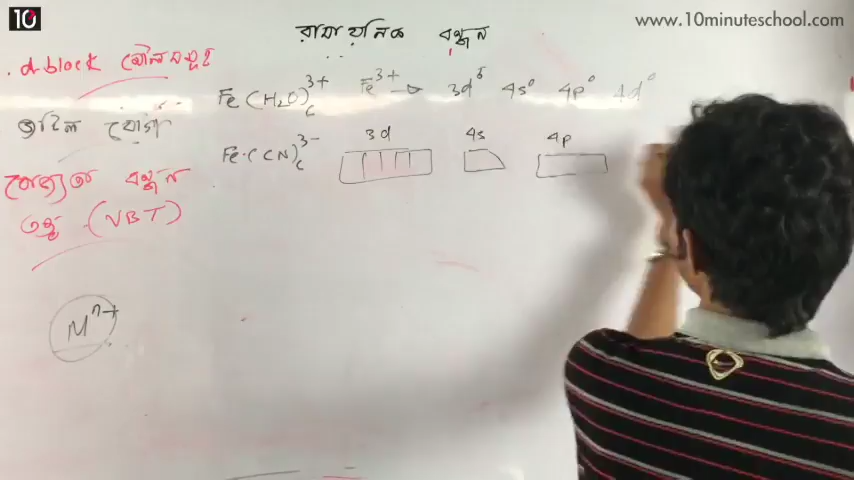 10
www.10minuteschool.com
রাসায়নিক বন্ধন
d-block মৌলসমূহ
জটিল যৌগ
যোজ্যতা বন্ধন
তত্ত্ব (VBT)
Mⁿ⁺
Fe(H₂O)₆³⁺ Fe³⁺ → 3d⁵ 4s⁰ 4p⁰ 4d⁰
3d 4s 4p
Fe(CN)₆³⁻